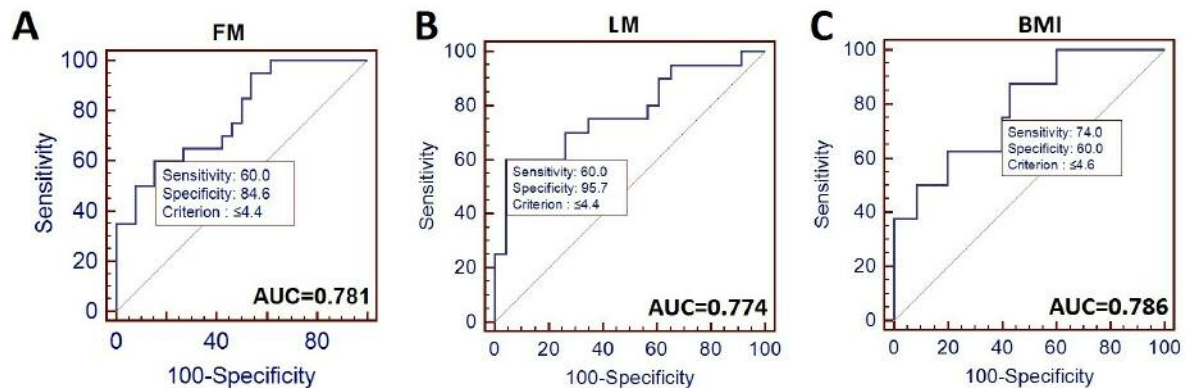 A
FM
100
80
60
40
20
0
Sensitivity
Sensitivity: 60.0
Specificity: 84.6
Criterion : ≤4.4
AUC=0.781
0 40 80
100-Specificity
B
LM
100
80
60
40
20
0
Sensitivity
Sensitivity: 60.0
Specificity: 95.7
Criterion : ≤4.4
AUC=0.774
0 20 40 60 80 100
100-Specificity
C
BMI
100
80
60
40
20
0
Sensitivity
Sensitivity: 74.0
Specificity: 60.0
Criterion : ≤4.6
AUC=0.786
0 20 40 60 80 100
100-Specificity